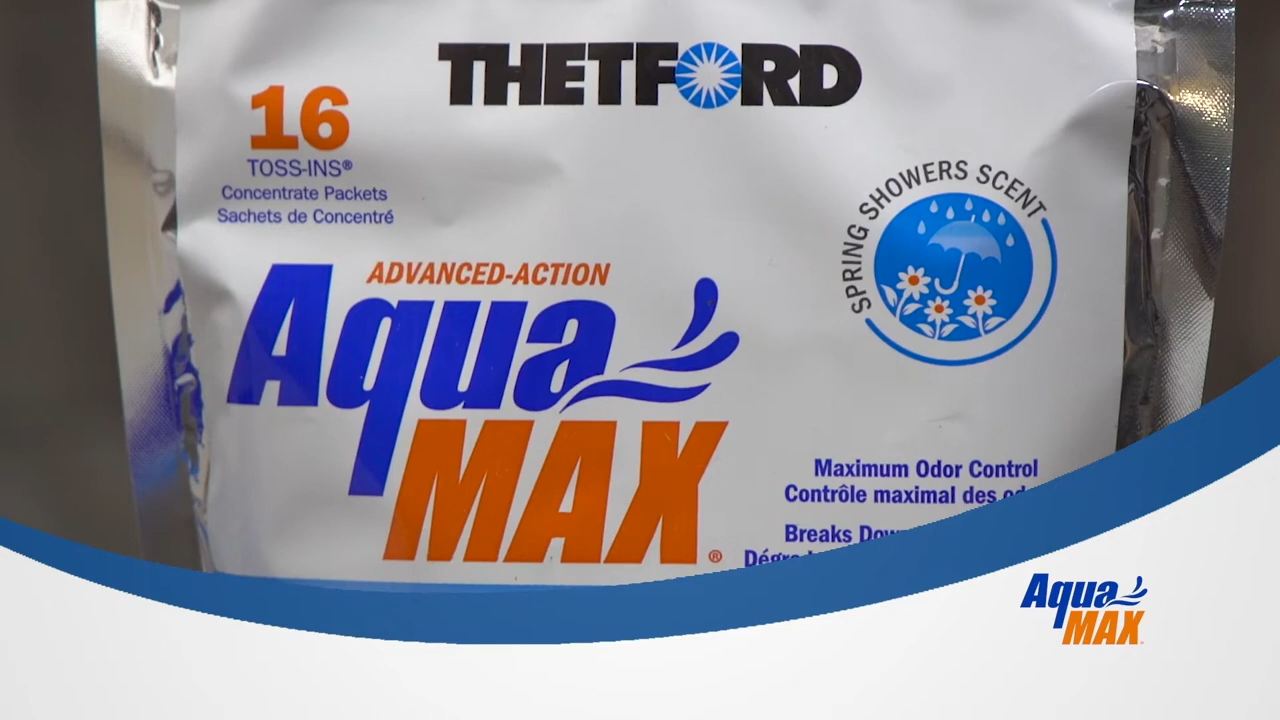 THETFORD
16
TOSS-INS®
Concentrate Packets
Sachets de Concentré
SPRING SHOWERS SCENT
ADVANCED-ACTION
Aqua
MAX®
Maximum Odor Control
Contrôle maximal des
Breaks
Aqua
MAX